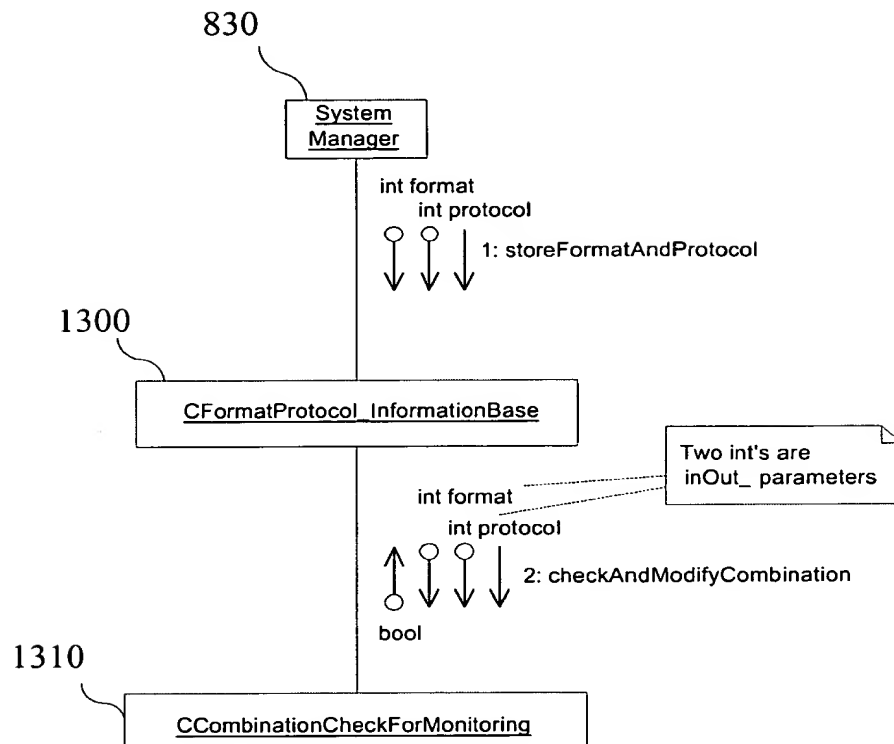 830
System
Manager
int format
int protocol
1: storeFormatAndProtocol
1300
CFormatProtocol_InformationBase
Two int's are
inOut_ parameters
int format
int protocol
2: checkAndModifyCombination
bool
1310
CCombinationCheckForMonitoring